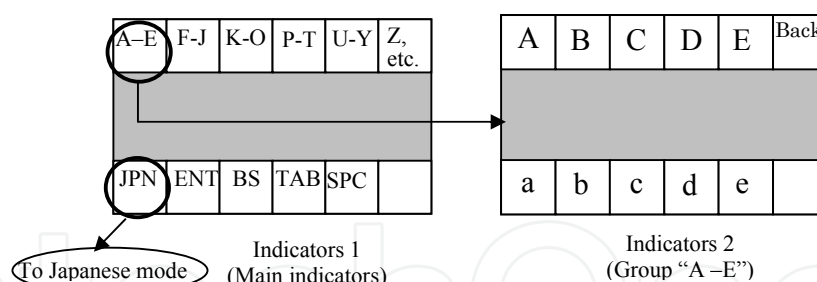 A–E F-J K-O P-T U-Y Z, etc.
JPN ENT BS TAB SPC
To Japanese mode
Indicators 1
(Main indicators)
A B C D E Back
a b c d e
Indicators 2
(Group “A –E”)